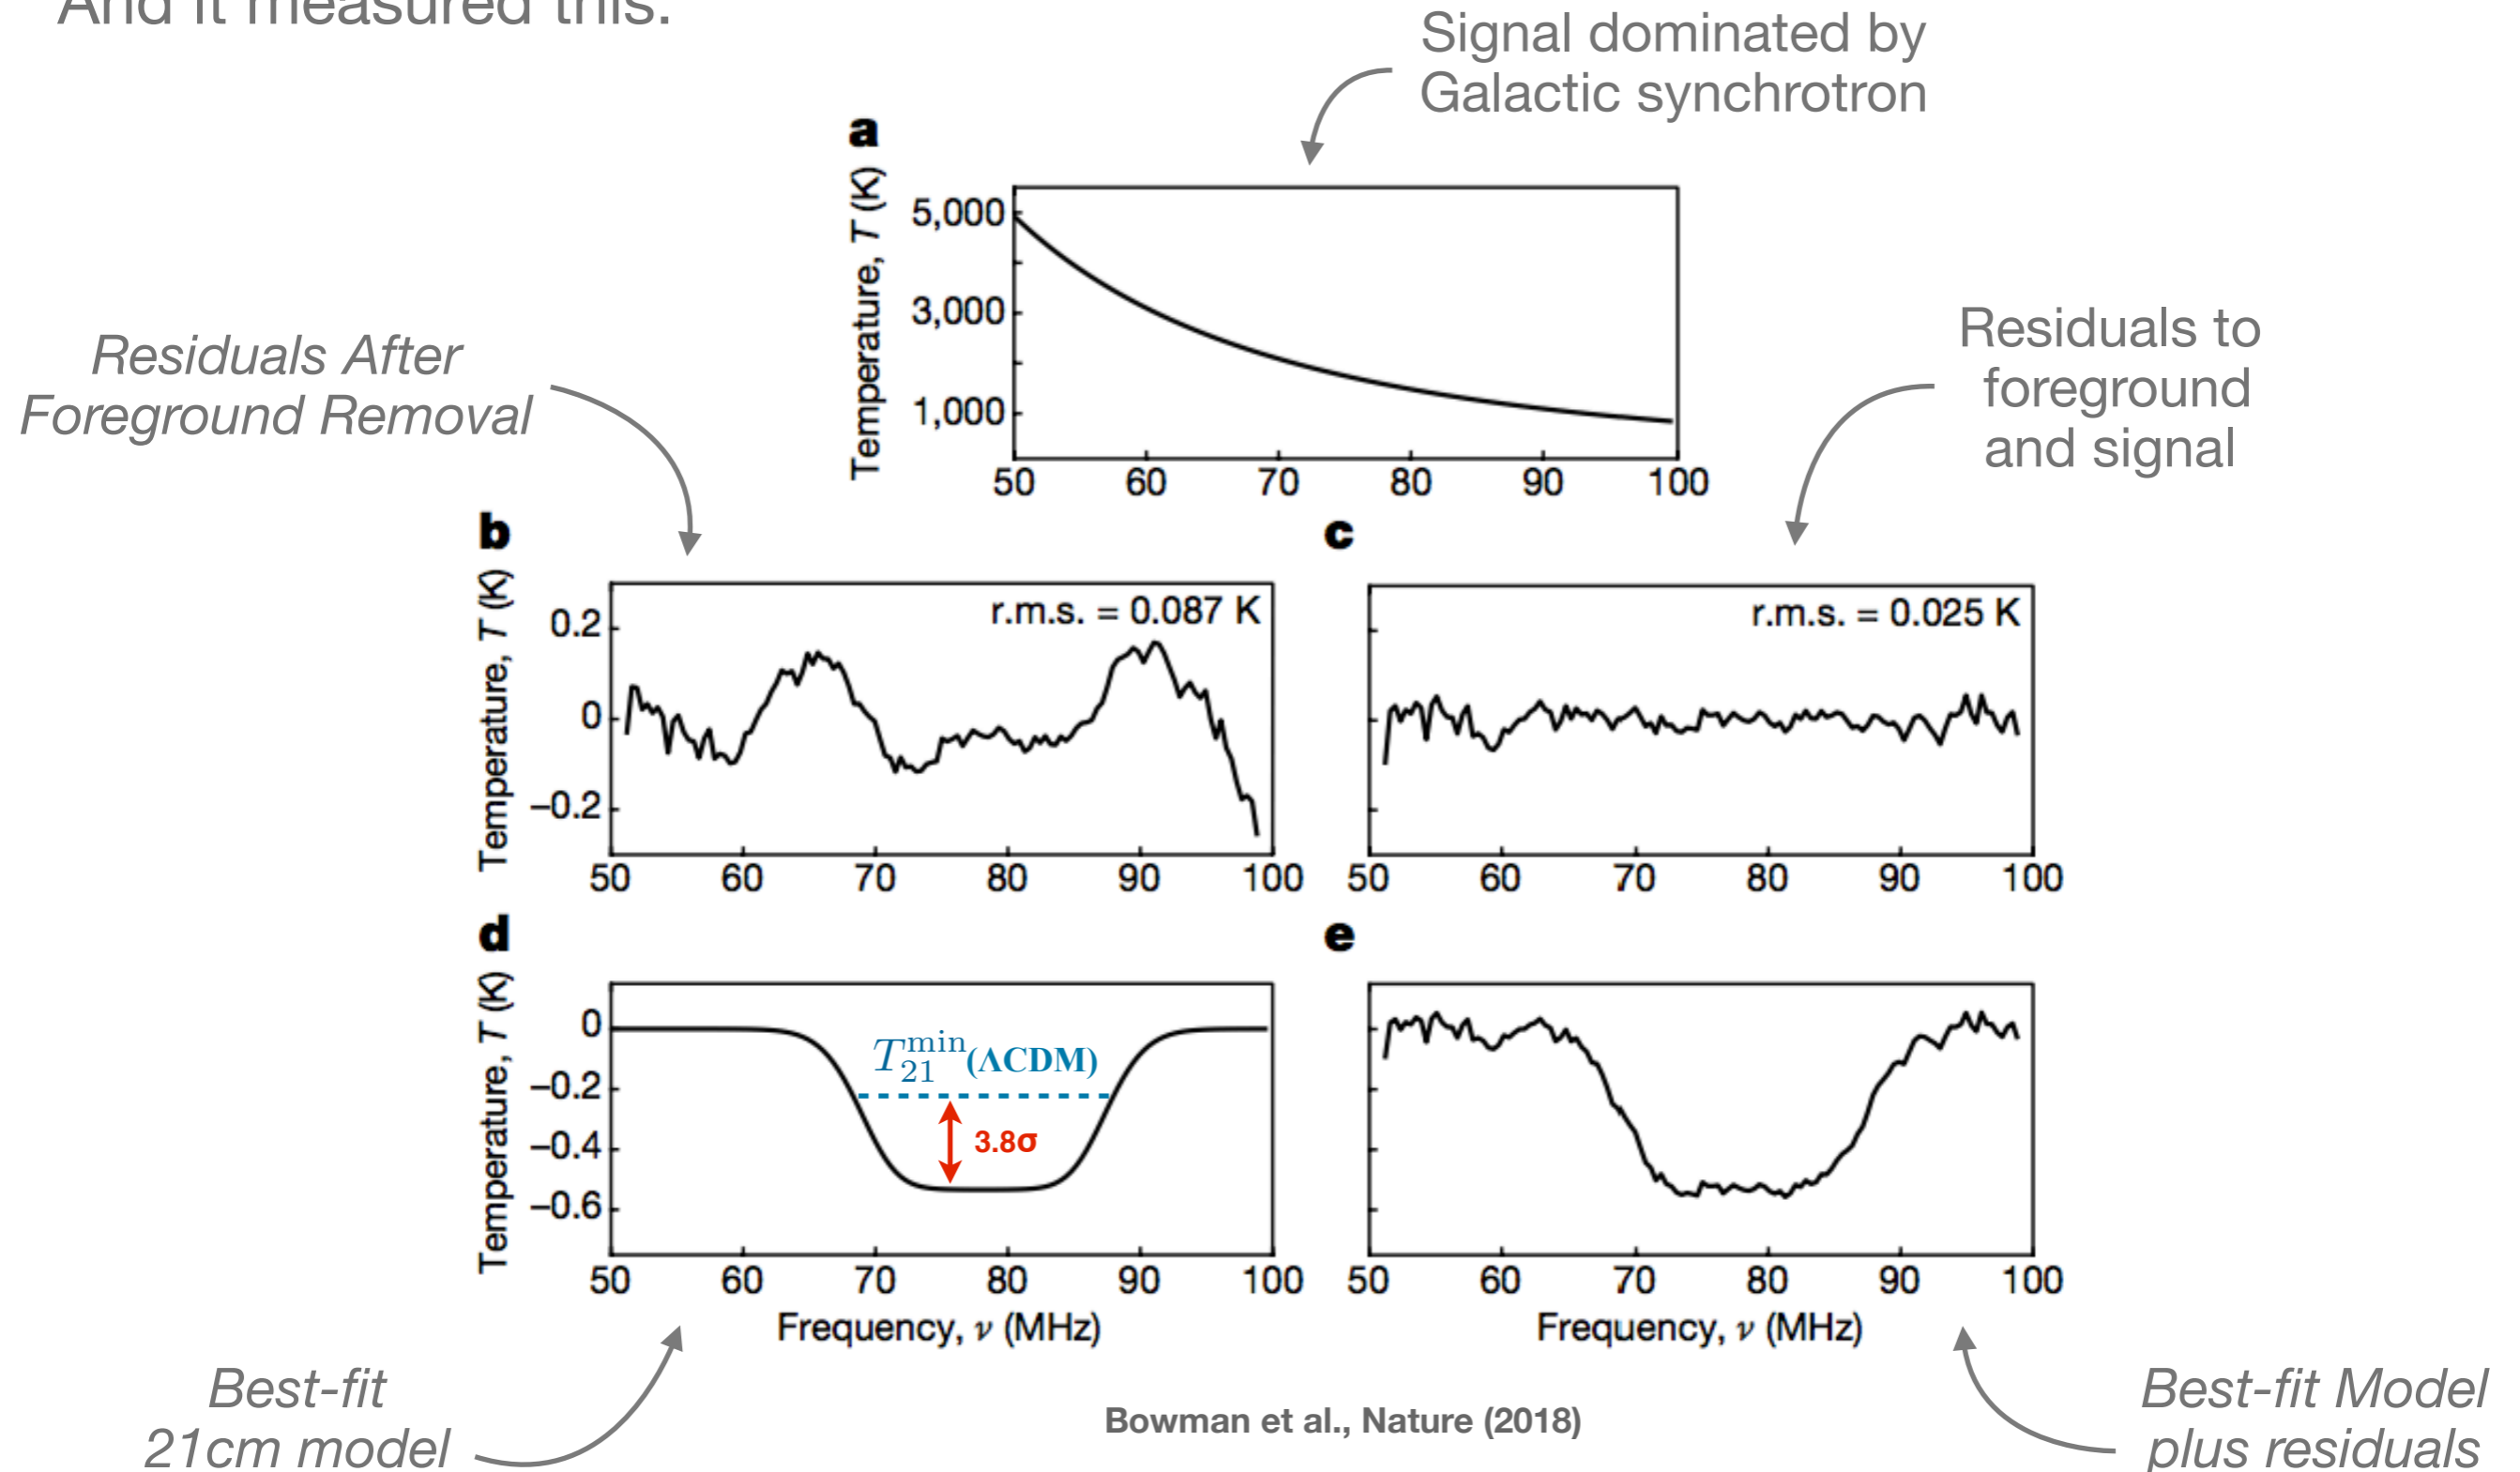 And it measured this.
Signal dominated by
Galactic synchrotron
a
Temperature, T (K)
5,000
3,000
1,000
50 60 70 80 90 100
Residuals After
Foreground Removal
Residuals to
foreground
and signal
b
Temperature, T (K)
r.m.s. = 0.087 K
0.2
0
−0.2
50 60 70 80 90 100
c
r.m.s. = 0.025 K
50 60 70 80 90 100
d
Temperature, T (K)
0
−0.2
−0.4
−0.6
T21min(ΛCDM)
3.8σ
50 60 70 80 90 100
Frequency, ν (MHz)
e
50 60 70 80 90 100
Frequency, ν (MHz)
Best-fit
21cm model
Bowman et al., Nature (2018)
Best-fit Model
plus residuals